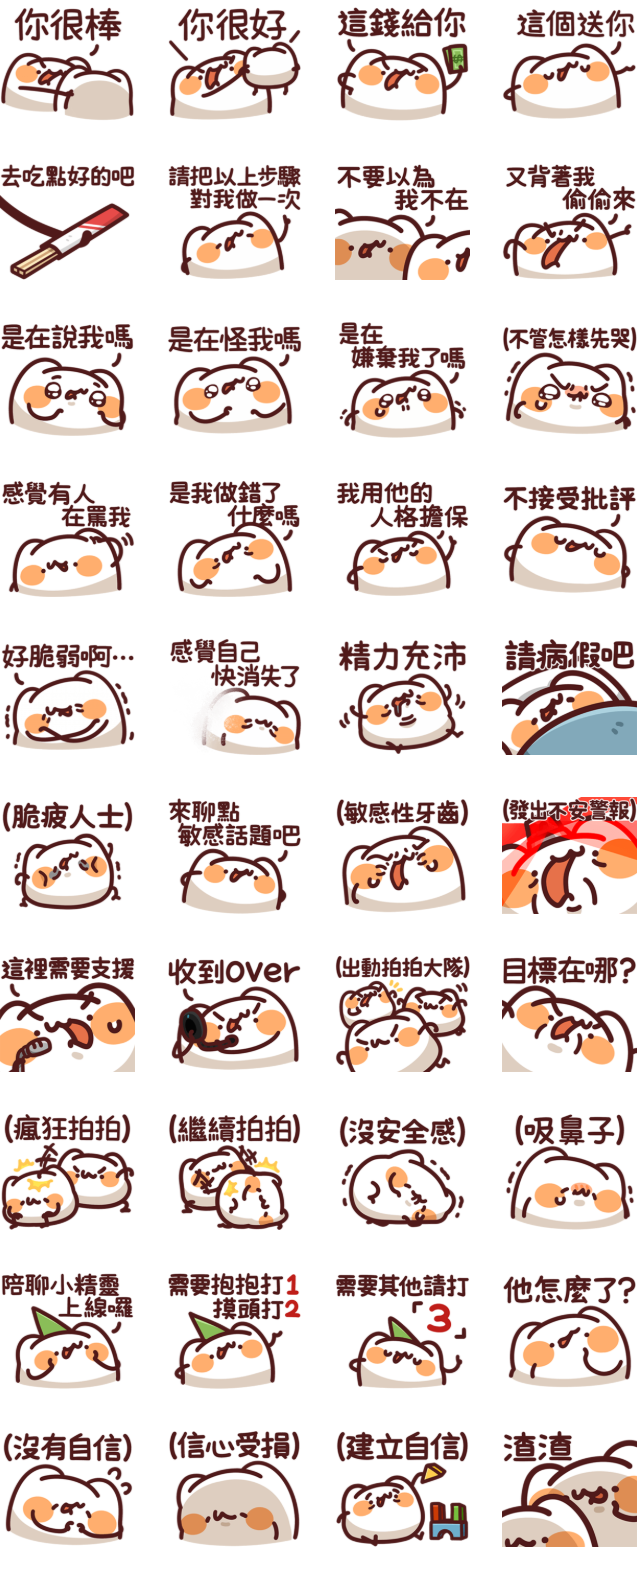 你很棒
你很好
這錢給你
這個送你
去吃點好的吧
請把以上步驟
對我做一次
不要以為
我不在
又背著我
偷偷來
是在說我嗎
是在怪我嗎
是在
嫌棄我了嗎
(不管怎樣先哭)
感覺有人
在罵我
是我做錯了
什麼嗎
我用他的
人格擔保
不接受批評
好脆弱啊…
感覺自己
快消失了
精力充沛
請病假吧
(脆疲人士)
來聊點
敏感話題吧
(敏感性牙齒)
(發出不安警報)
這裡需要支援
收到over
(出動拍拍大隊)
目標在哪?
(瘋狂拍拍)
(繼續拍拍)
(沒安全感)
(吸鼻子)
陪聊小精靈
上線囉
需要抱抱打1
摸頭打2
需要其他請打
「3」
他怎麼了?
(沒有自信)
(信心受損)
(建立自信)
渣渣